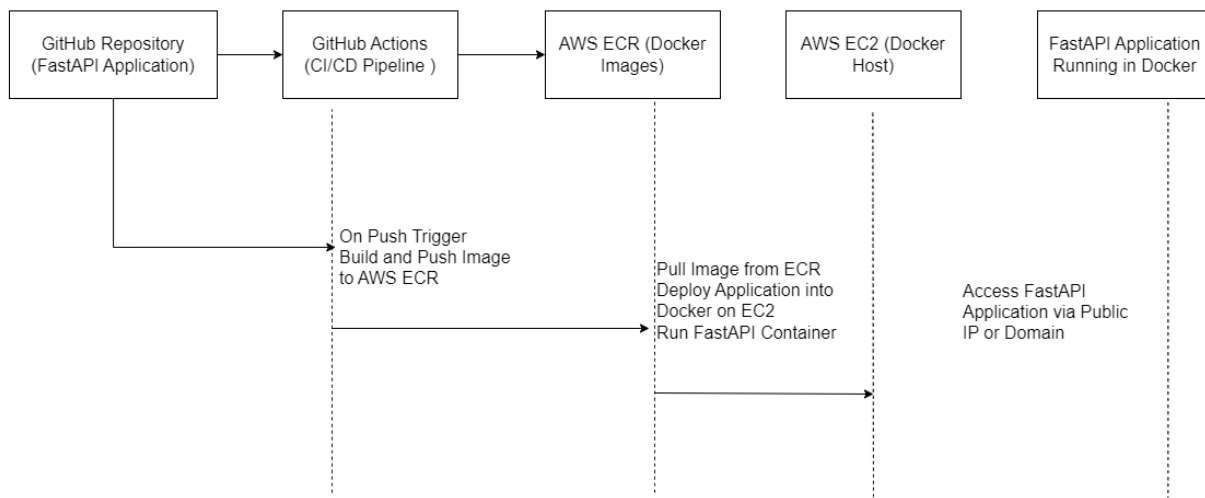 GitHub Repository
(FastAPI Application)
GitHub Actions
(CI/CD Pipeline )
AWS ECR (Docker
Images)
AWS EC2 (Docker
Host)
FastAPI Application
Running in Docker
On Push Trigger
Build and Push Image
to AWS ECR
Pull Image from ECR
Deploy Application into
Docker on EC2
Run FastAPI Container
Access FastAPI
Application via Public
IP or Domain